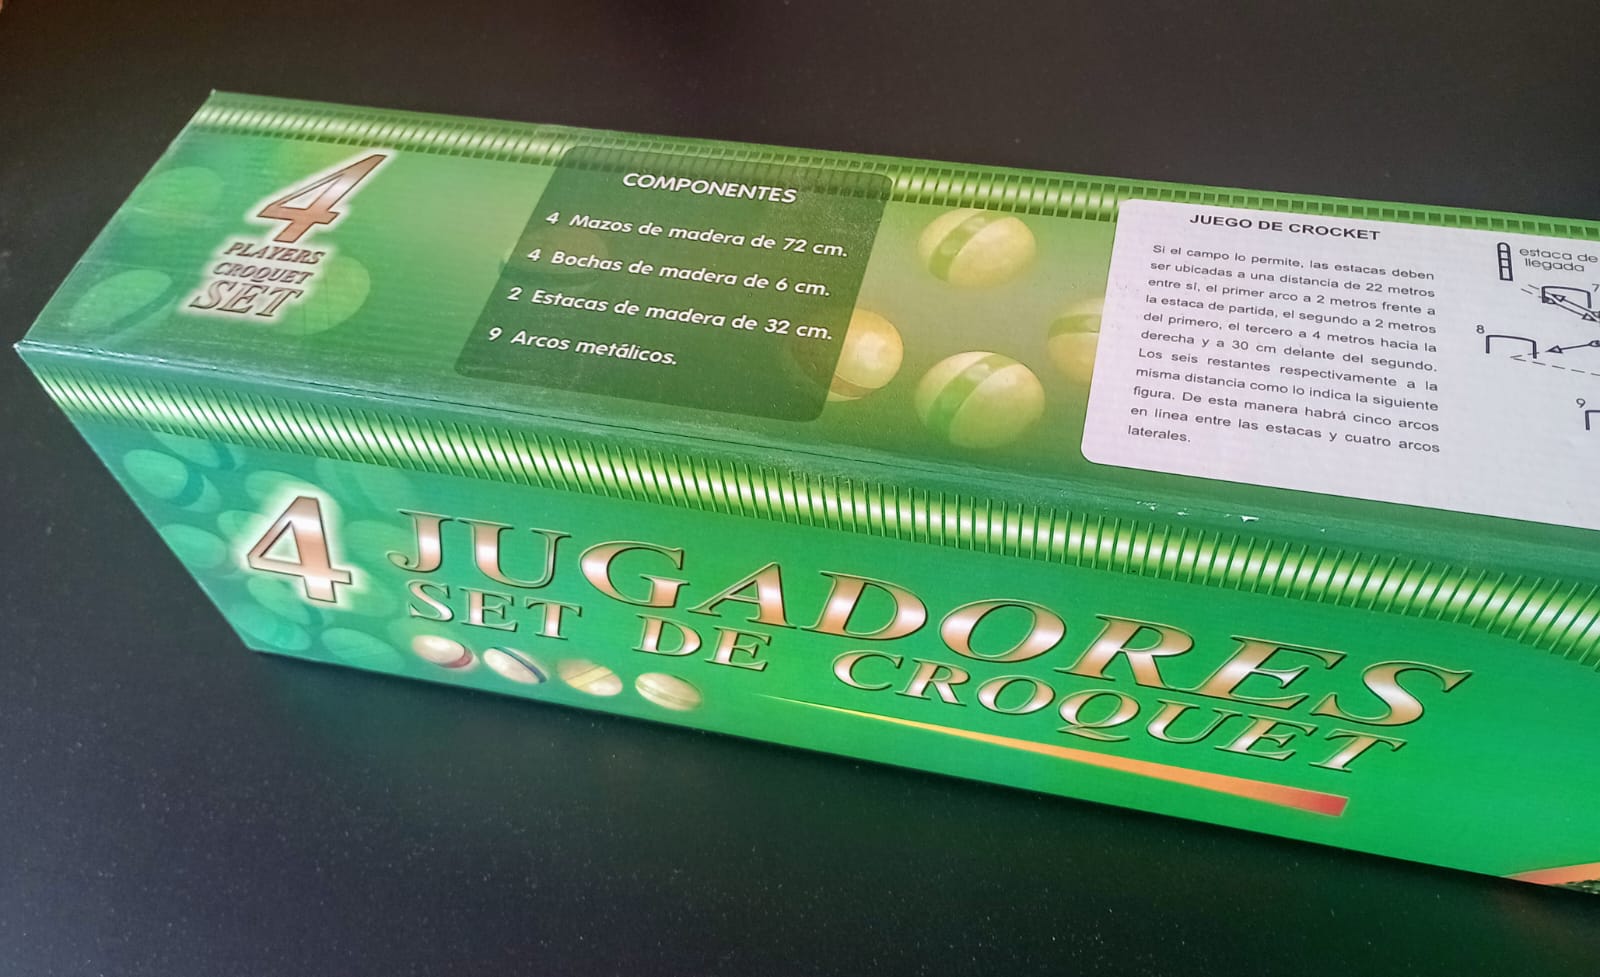 4
PLAYERS
CROQUET
SET
COMPONENTES
4 Mazos de madera de 72 cm.
4 Bochas de madera de 6 cm.
2 Estacas de madera de 32 cm.
9 Arcos metálicos.
JUEGO DE CROCKET
Si el campo lo permite, las estacas deben
ser ubicadas a una distancia de 22 metros
entre sí, el primer arco a 2 metros frente a
la estaca de partida, el segundo a 2 metros
del primero, el tercero a 4 metros hacia la
derecha y a 30 cm delante del segundo.
Los seis restantes respectivamente a la
misma distancia como lo indica la siguiente
figura. De esta manera habrá cinco arcos
en línea entre las estacas y cuatro arcos
laterales.
estaca de
llegada
7
8
9
4 JUGADORES
SET DE CROQUET